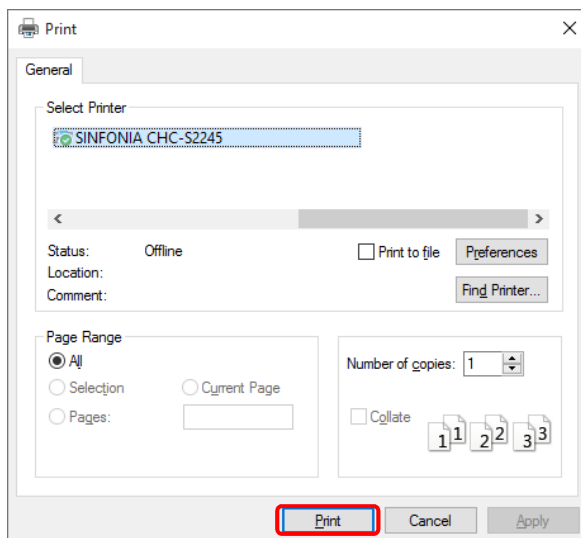 Print
General
Select Printer
SINFONIA CHC-S2245
Status: Offline
Print to file
Preferences
Location:
Comment:
Find Printer...
Page Range
All
Selection
Current Page
Pages:
Number of copies: 1
Collate
1 1 2 2 3 3
Print
Cancel
Apply